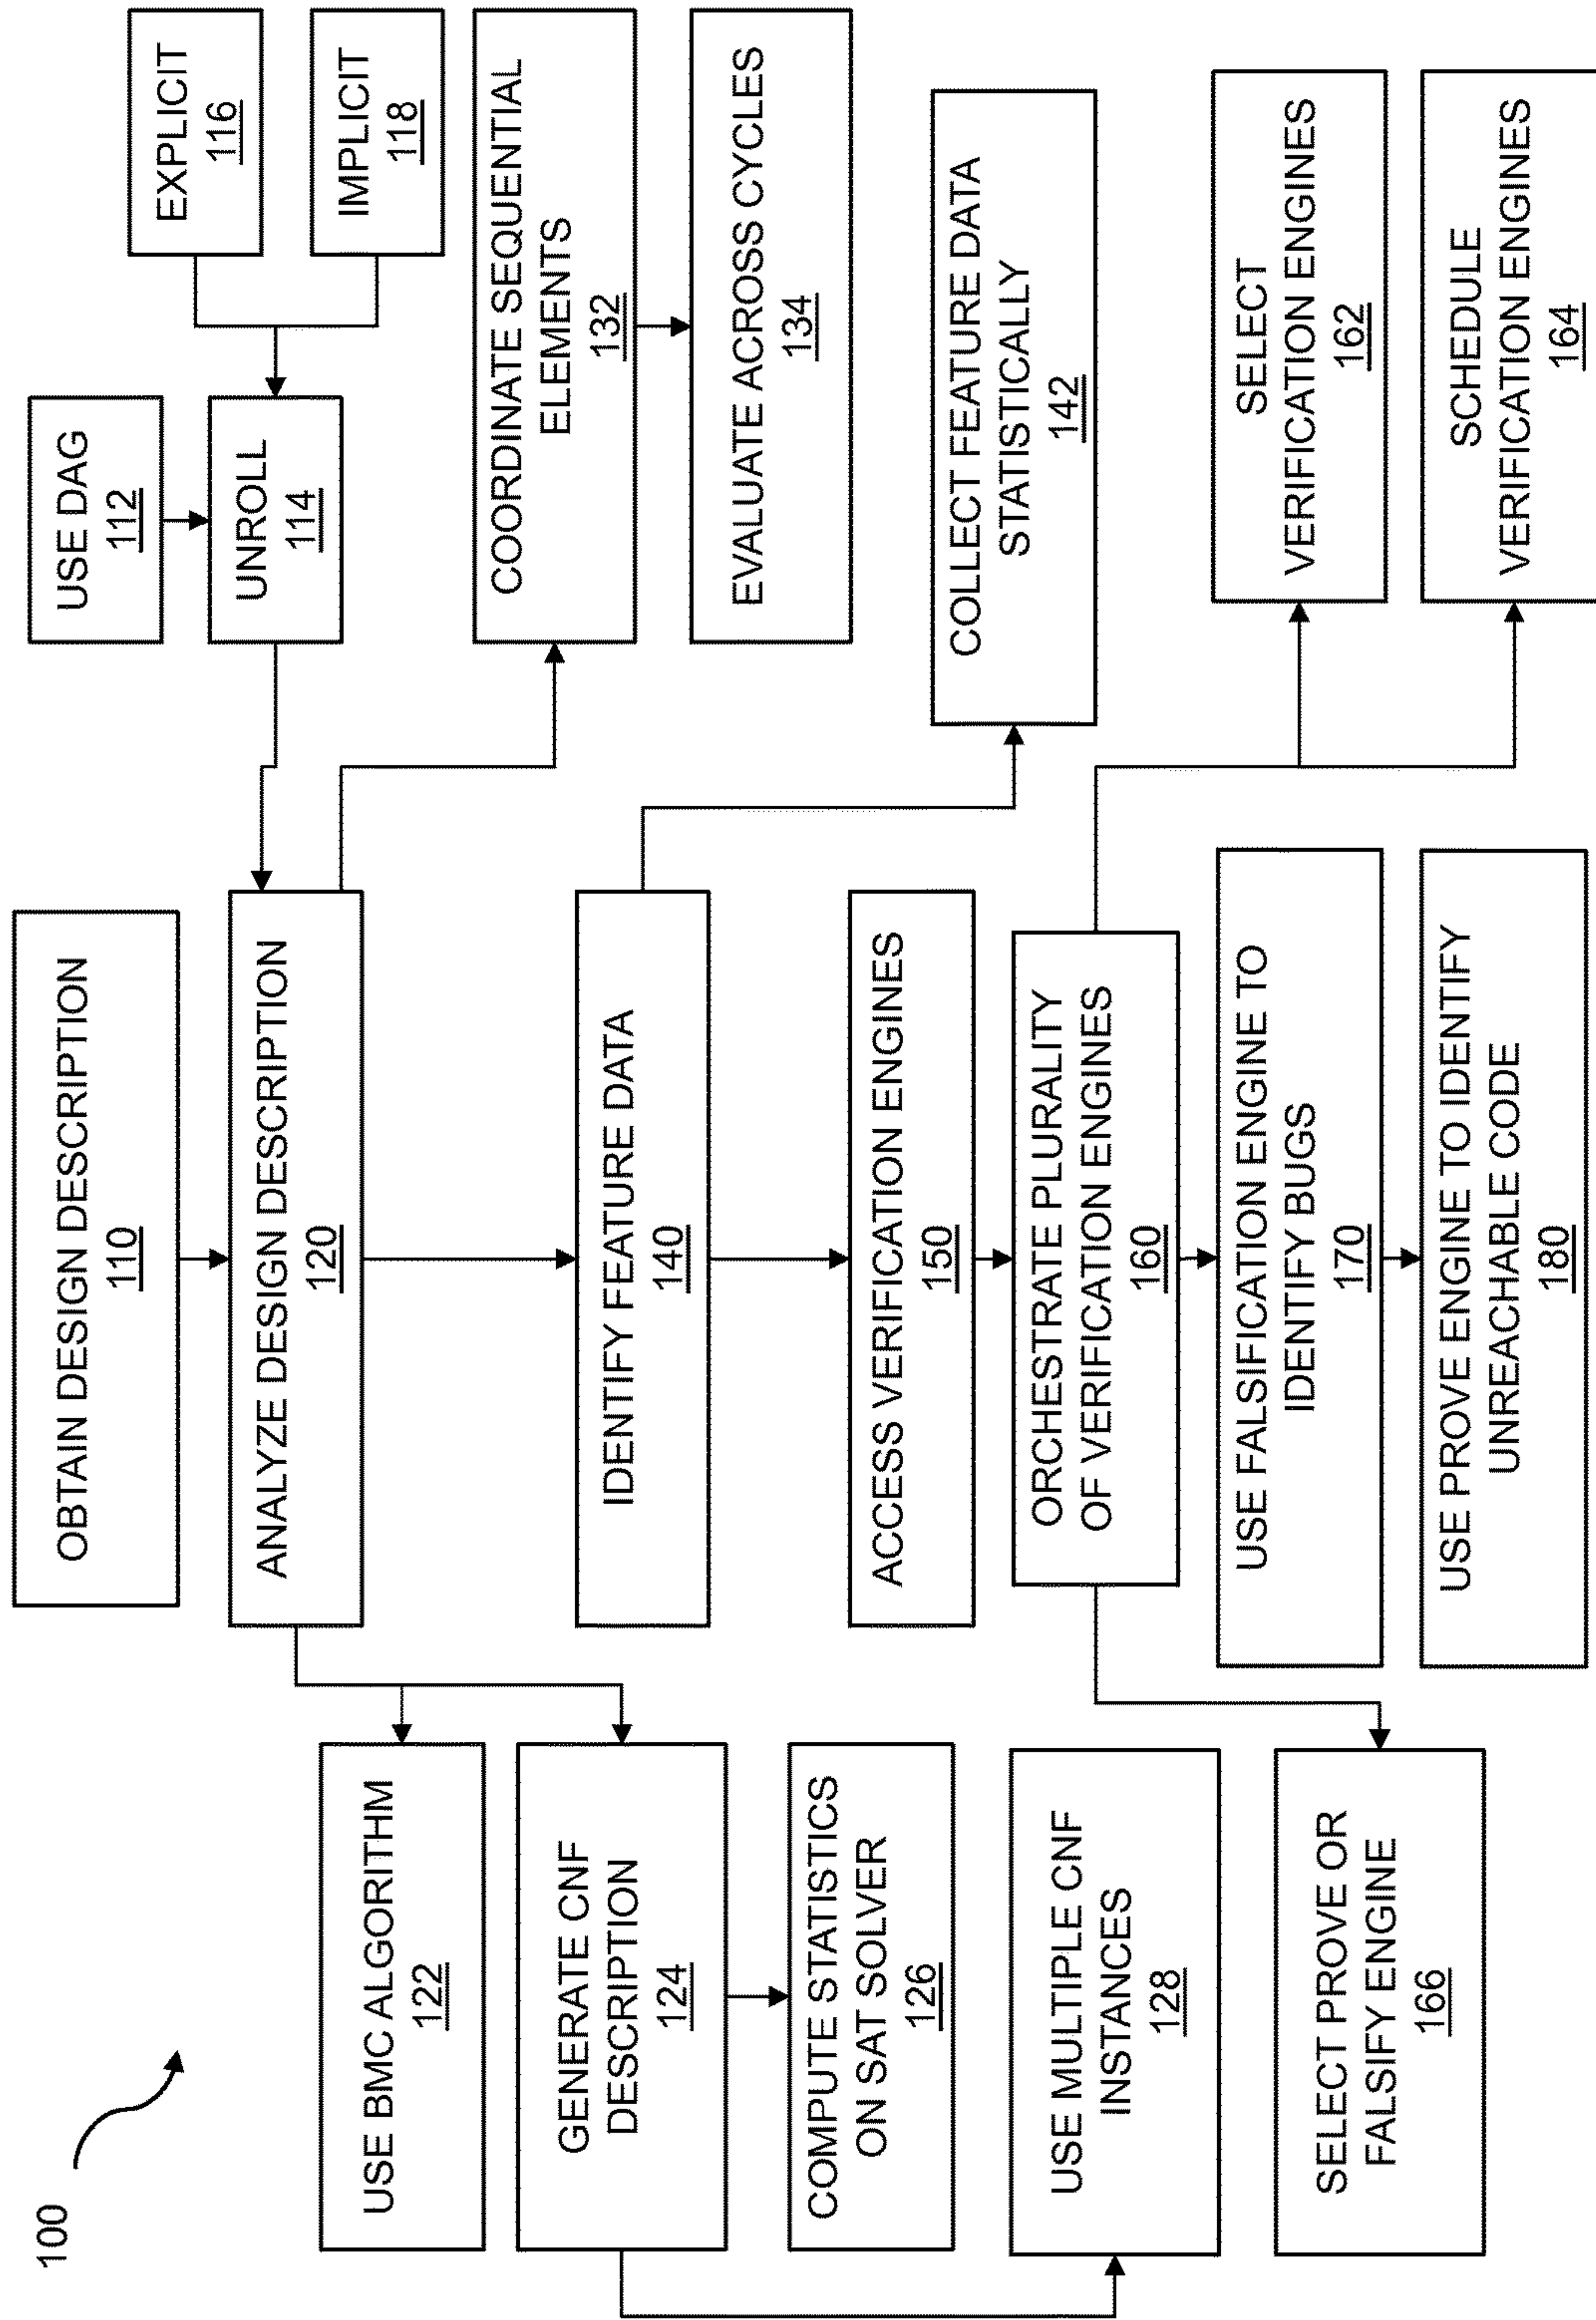 100
OBTAIN DESIGN DESCRIPTION
110
ANALYZE DESIGN DESCRIPTION
120
USE DAG
112
UNROLL
114
EXPLICIT
116
IMPLICIT
118
USE BMC ALGORITHM
122
GENERATE CNF
DESCRIPTION
124
COMPUTE STATISTICS
ON SAT SOLVER
126
USE MULTIPLE CNF
INSTANCES
128
COORDINATE SEQUENTIAL
ELEMENTS
132
EVALUATE ACROSS CYCLES
134
IDENTIFY FEATURE DATA
140
COLLECT FEATURE DATA
STATISTICALLY
142
ACCESS VERIFICATION ENGINES
150
ORCHESTRATE PLURALITY
OF VERIFICATION ENGINES
160
SELECT
VERIFICATION ENGINES
162
SCHEDULE
VERIFICATION ENGINES
164
SELECT PROVE OR
FALSIFY ENGINE
166
USE FALSIFICATION ENGINE TO
IDENTIFY BUGS
170
USE PROVE ENGINE TO IDENTIFY
UNREACHABLE CODE
180